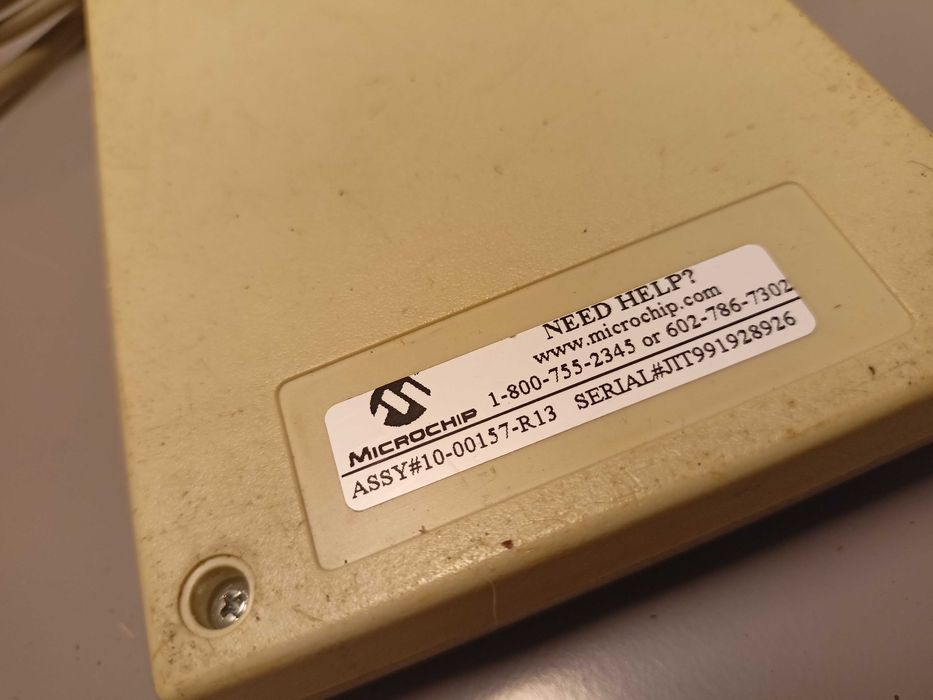 NEED HELP?
www.microchip.com
1-800-755-2345 or 602-786-7302
MICROCHIP
ASSY#10-00157-R13 SERIAL#JIT991928926